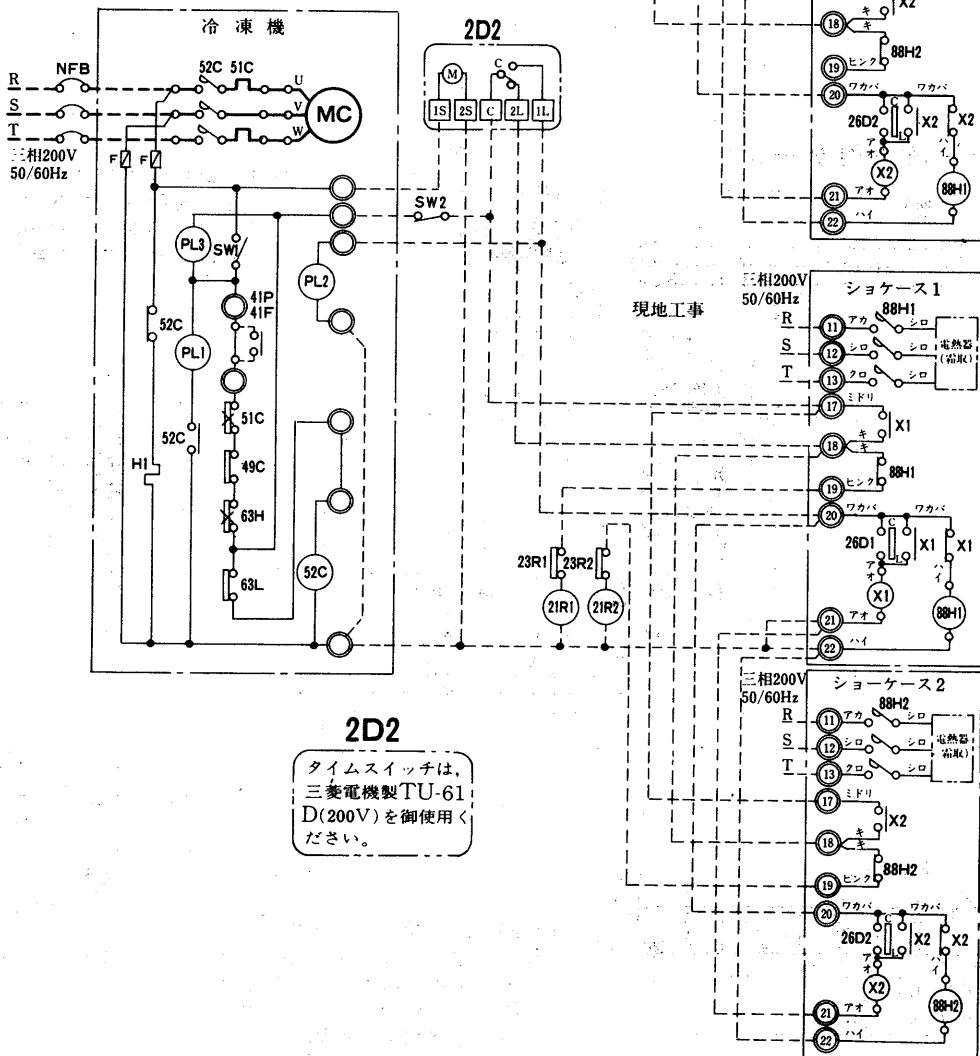 冷凍機
2D2
NFB
52C 51C
R
S
T
U
V
W
MC
三相200V
50/60Hz
F
F
M
C
1S 2S C 2L 1L
SW2
PL3
SW1
PL2
41P
41F
52C
PL1
51C
52C
49C
H1
63H
63L
52C
23R1
23R2
21R1
21R2
現地工事
2D2
タイムスイッチは,
三菱電機製TU-61
D(200V)を御使用く
ださい。
X2
18 キ
キ
88H2
19 ピンク
20 ワカバ
ワカバ
C
26D2
L
X2
X2
アオ
ハイ
X2
88H1
21 アオ
22 ハイ
三相200V
50/60Hz
ショケース1
88H1
R 11 アカ シロ
S 12 シロ シロ
T 13 クロ シロ
電熱器
(霜取)
17 ミドリ
X1
18 キ
キ
88H1
19 ピンク
20 ワカバ
ワカバ
C
26D1
L
X1
X1
アオ
ハイ
X1
88H1
21 アオ
22 ハイ
三相200V
50/60Hz
ショーケース2
88H2
R 11 アカ シロ
S 12 シロ シロ
T 13 クロ シロ
電熱器
霜取)
17 ミドリ
X2
18 キ
キ
88H2
19 ピンク
20 ワカバ
ワカバ
C
26D2
L
X2
X2
アオ
ハイ
X2
88H2
21 アオ
22 ハイ